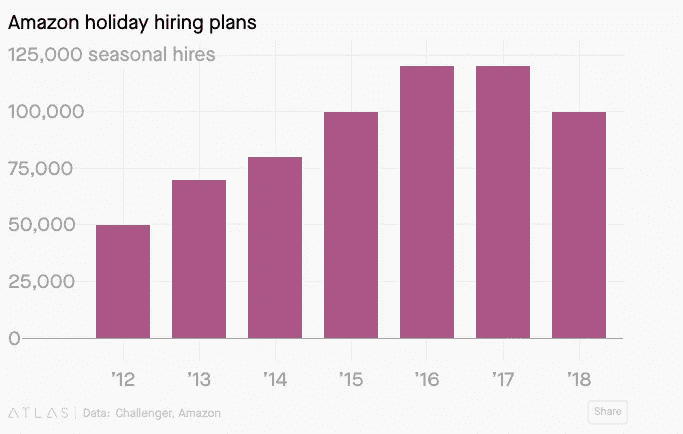 Amazon holiday hiring plans
125,000 seasonal hires
100,000
75,000
50,000
25,000
0
’12 ’13 ’14 ’15 ’16 ’17 ’18
ATLAS | Data: Challenger, Amazon Share